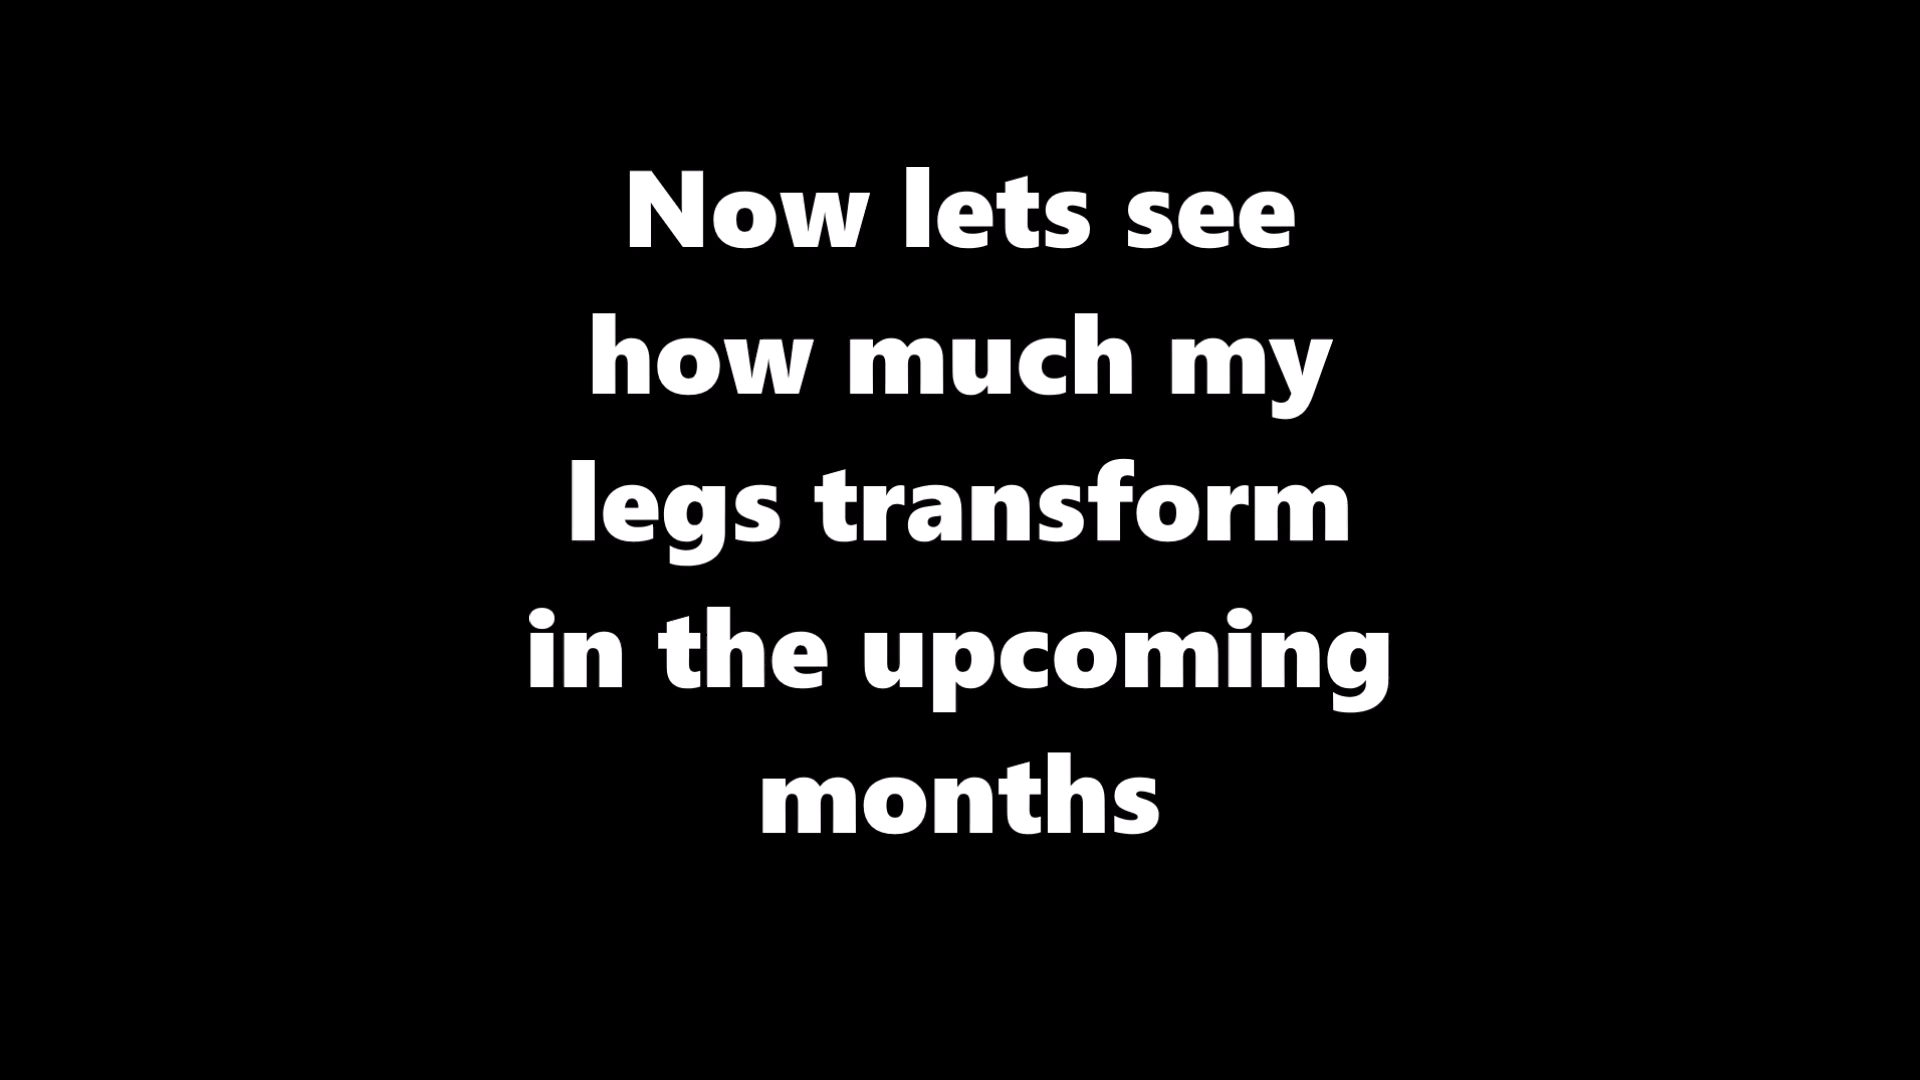 Now lets see
how much my
legs transform
in the upcoming
months